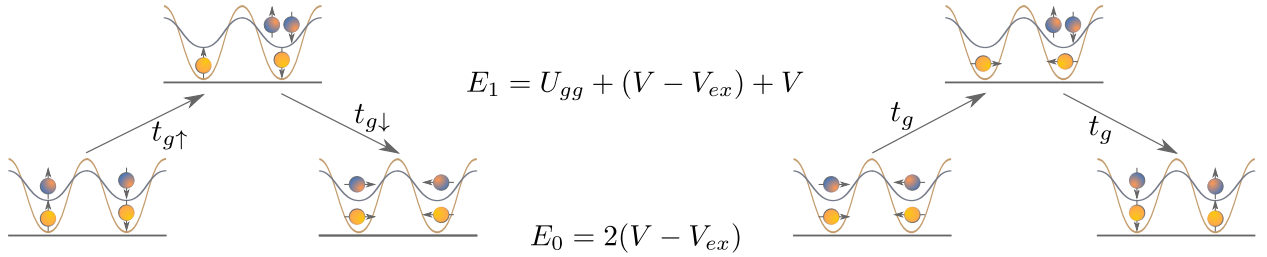 $E_1 = U_{gg} + (V - V_{ex}) + V$
$t_{g\uparrow}$
$t_{g\downarrow}$
$t_g$
$t_g$
$E_0 = 2(V - V_{ex})$